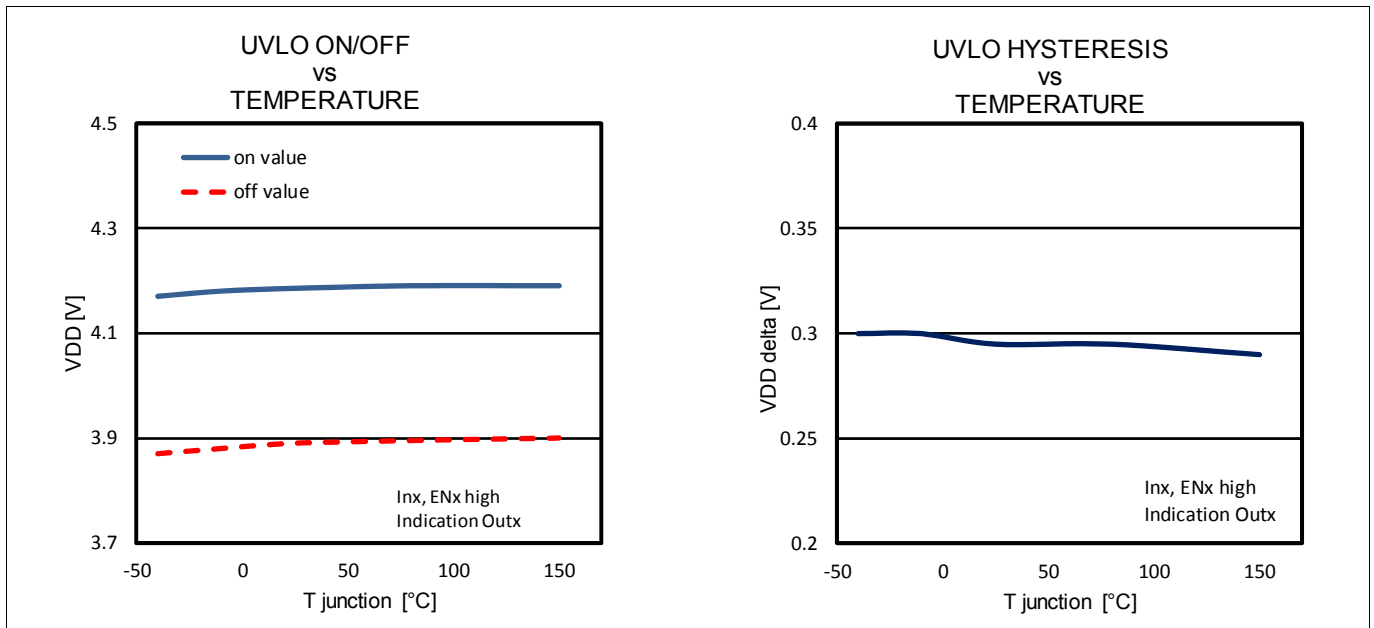 UVLO ON/OFF
vs
TEMPERATURE
4.5
4.3
4.1
3.9
3.7
VDD [V]
on value
off value
Inx, ENx high
Indication Outx
-50
0
50
100
150
T junction [°C]
UVLO HYSTERESIS
vs
TEMPERATURE
0.4
0.35
0.3
0.25
0.2
VDD delta [V]
Inx, ENx high
Indication Outx
-50
0
50
100
150
T junction [°C]